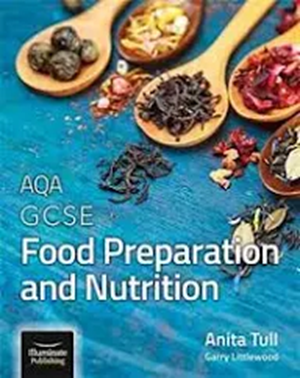 AQA
GCSE
Food Preparation
and Nutrition
Anita Tull
Garry Littlewood
Illuminate
Publishing